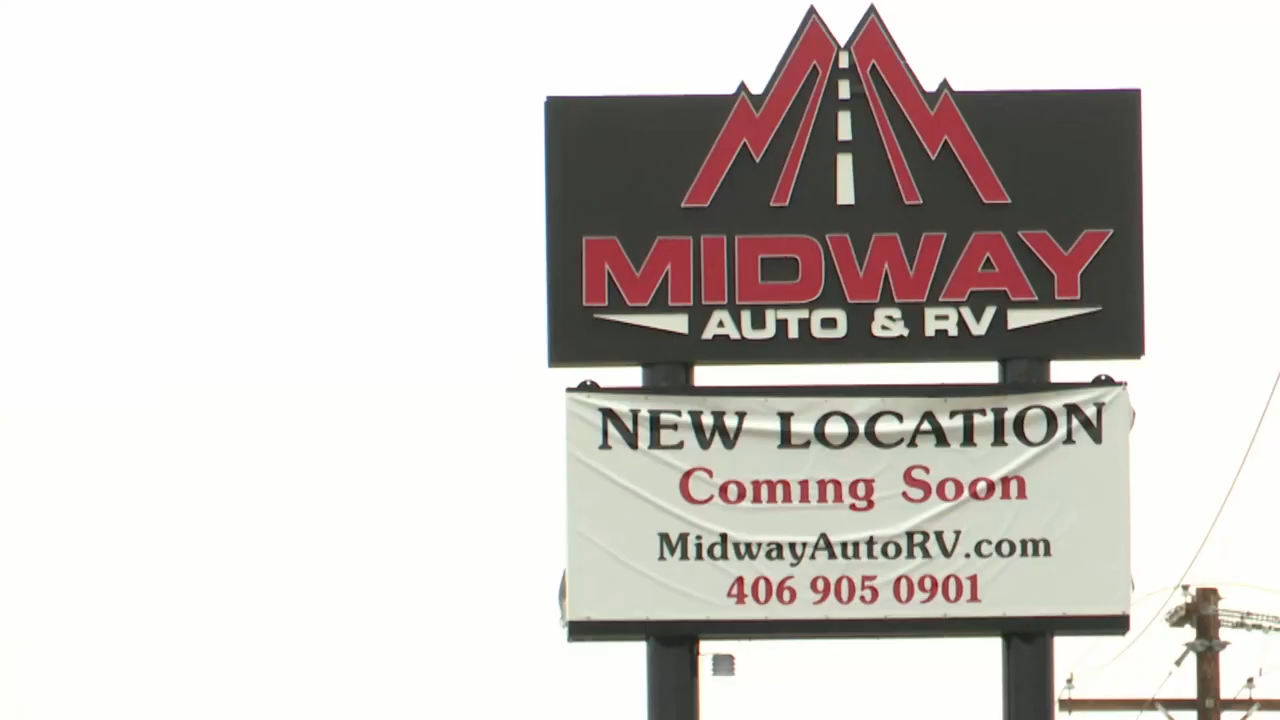 MIDWAY
AUTO & RV
NEW LOCATION
Coming Soon
MidwayAutoRV.com
406 905 0901